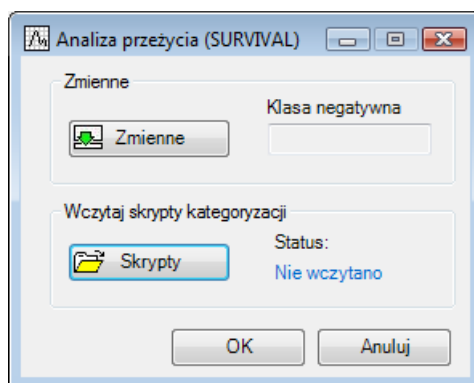 Analiza przeżycia (SURVIVAL)
Zmienne
Klasa negatywna
Zmienne
Wczytaj skrypty kategoryzacji
Status:
Skrypty
Nie wczytano
OK
Anuluj